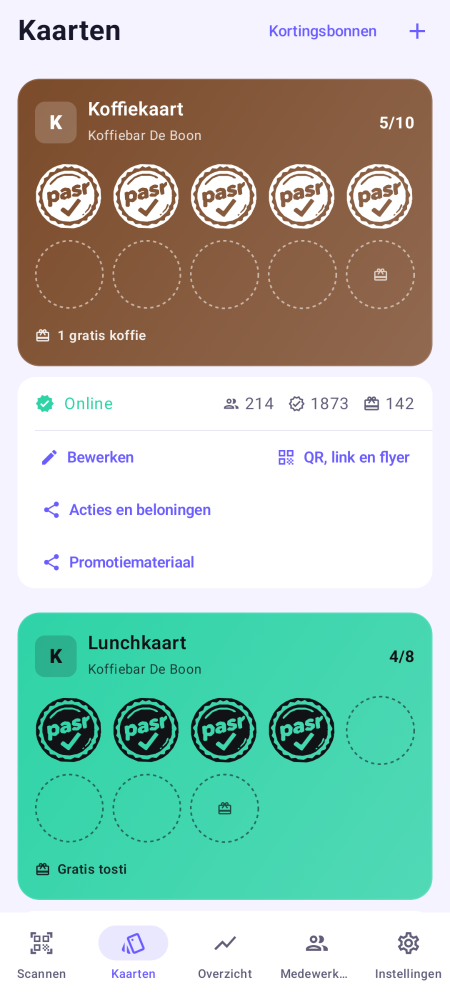 Kaarten
Kortingsbonnen
K
Koffiekaart
Koffiebar De Boon
5/10
pasr pasr pasr pasr pasr
1 gratis koffie
Online
214
1873
142
Bewerken
QR, link en flyer
Acties en beloningen
Promotiemateriaal
K
Lunchkaart
Koffiebar De Boon
4/8
pasr pasr pasr pasr
Gratis tosti
Scannen
Kaarten
Overzicht
Medewerk...
Instellingen